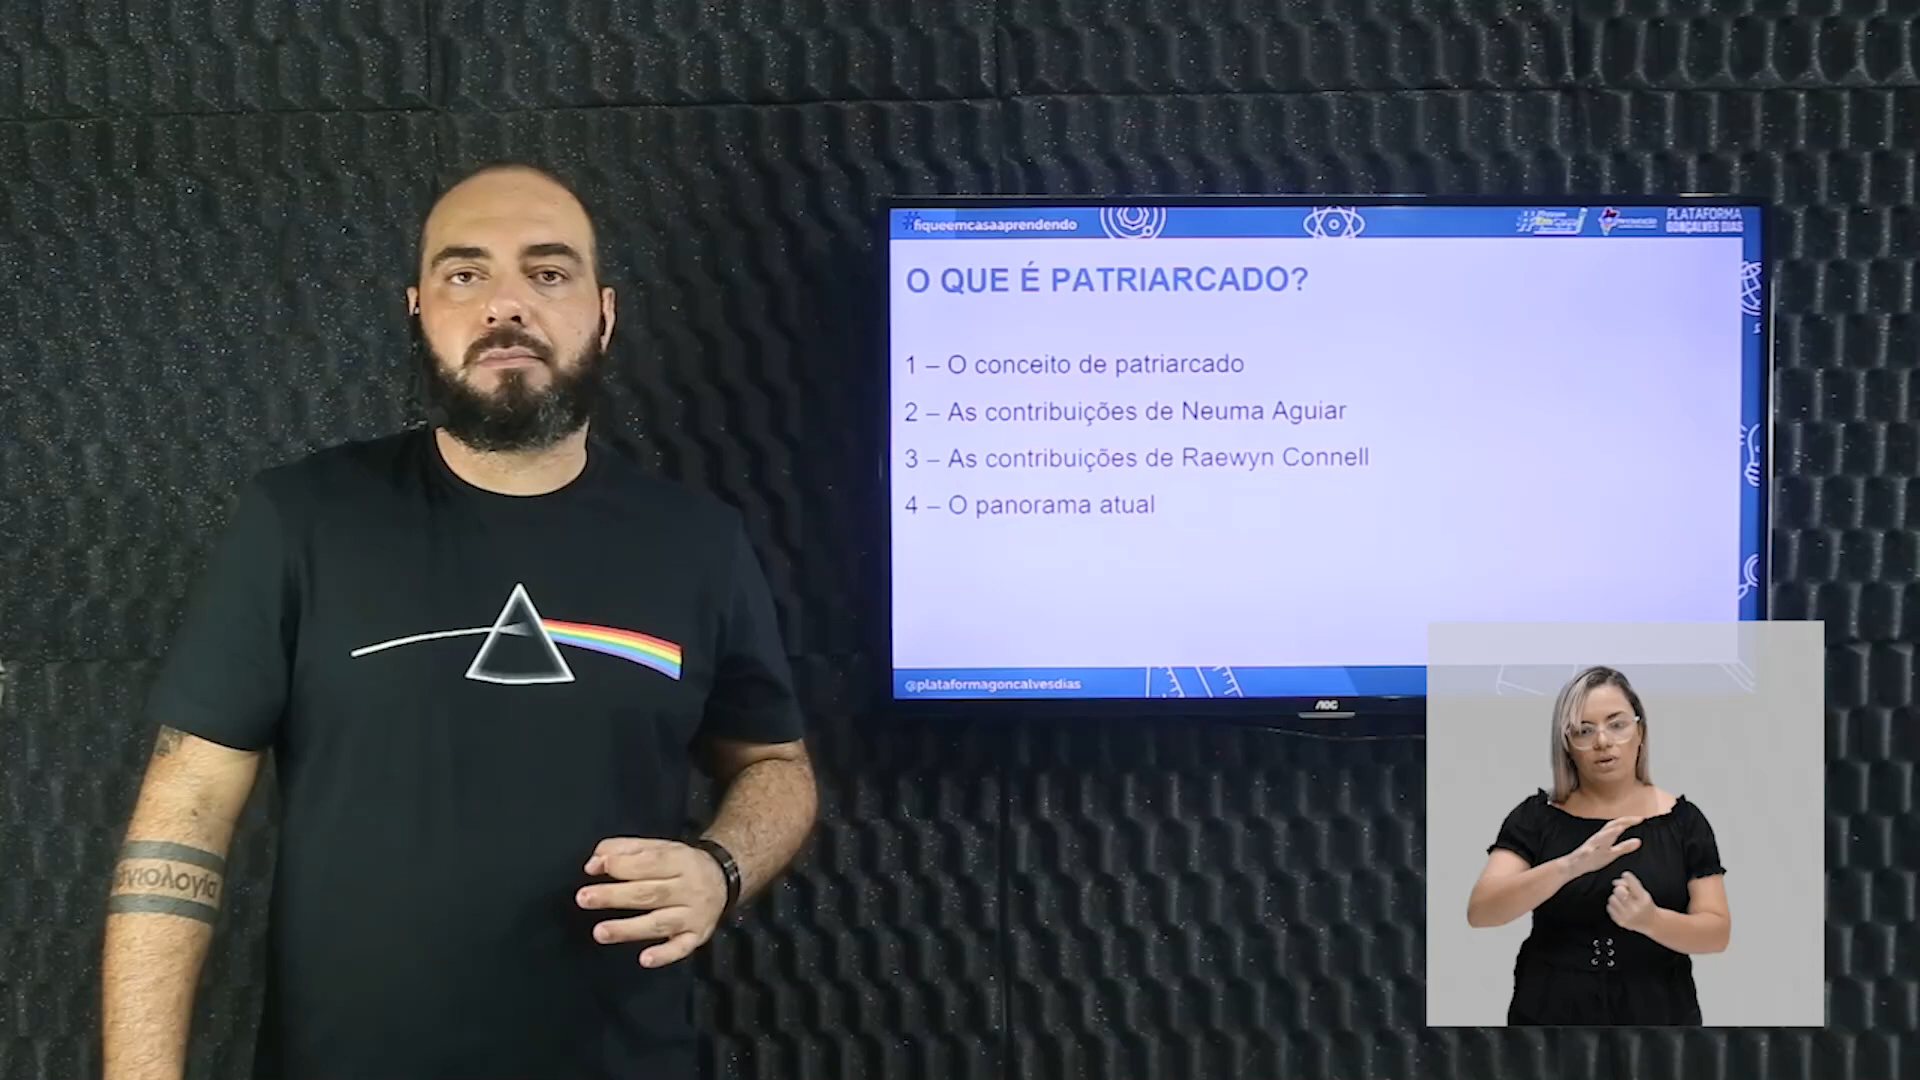 #fiqueemcasaaprendendo
PLATAFORMA
GONÇALVES DIAS
O QUE É PATRIARCADO?
1 – O conceito de patriarcado
2 – As contribuições de Neuma Aguiar
3 – As contribuições de Raewyn Connell
4 – O panorama atual
@plataformagoncalvesdias
AOC